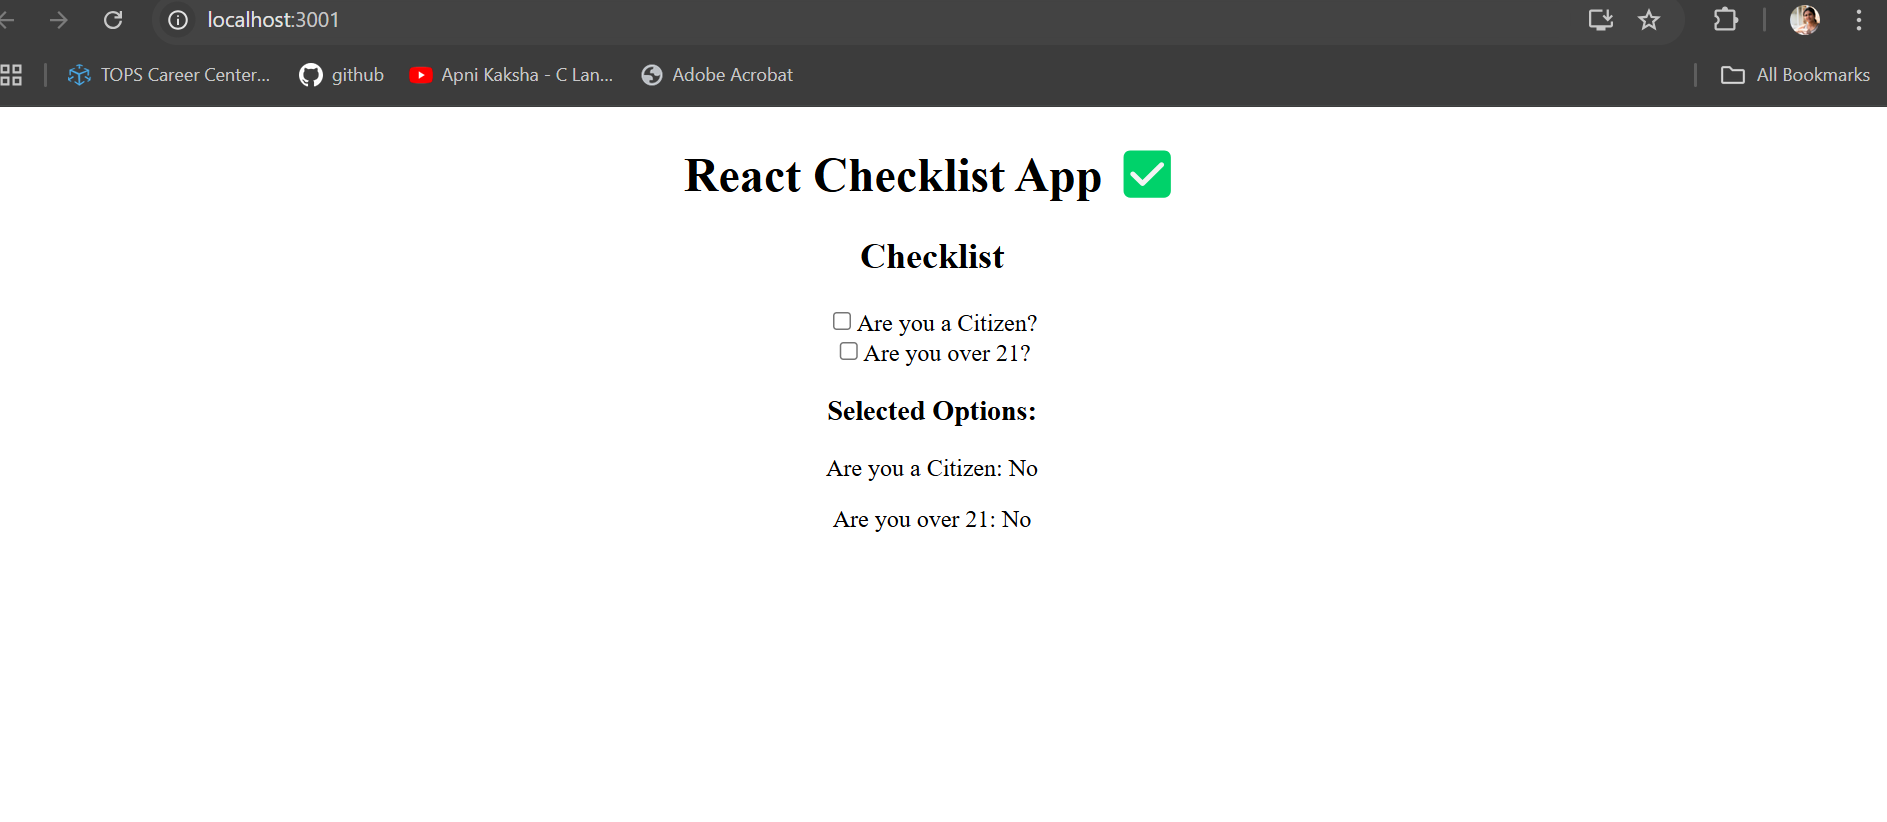 localhost:3001
TOPS Career Center... github Apni Kaksha - C Lan... Adobe Acrobat All Bookmarks
React Checklist App ✅
Checklist
Are you a Citizen?
Are you over 21?
Selected Options:
Are you a Citizen: No
Are you over 21: No